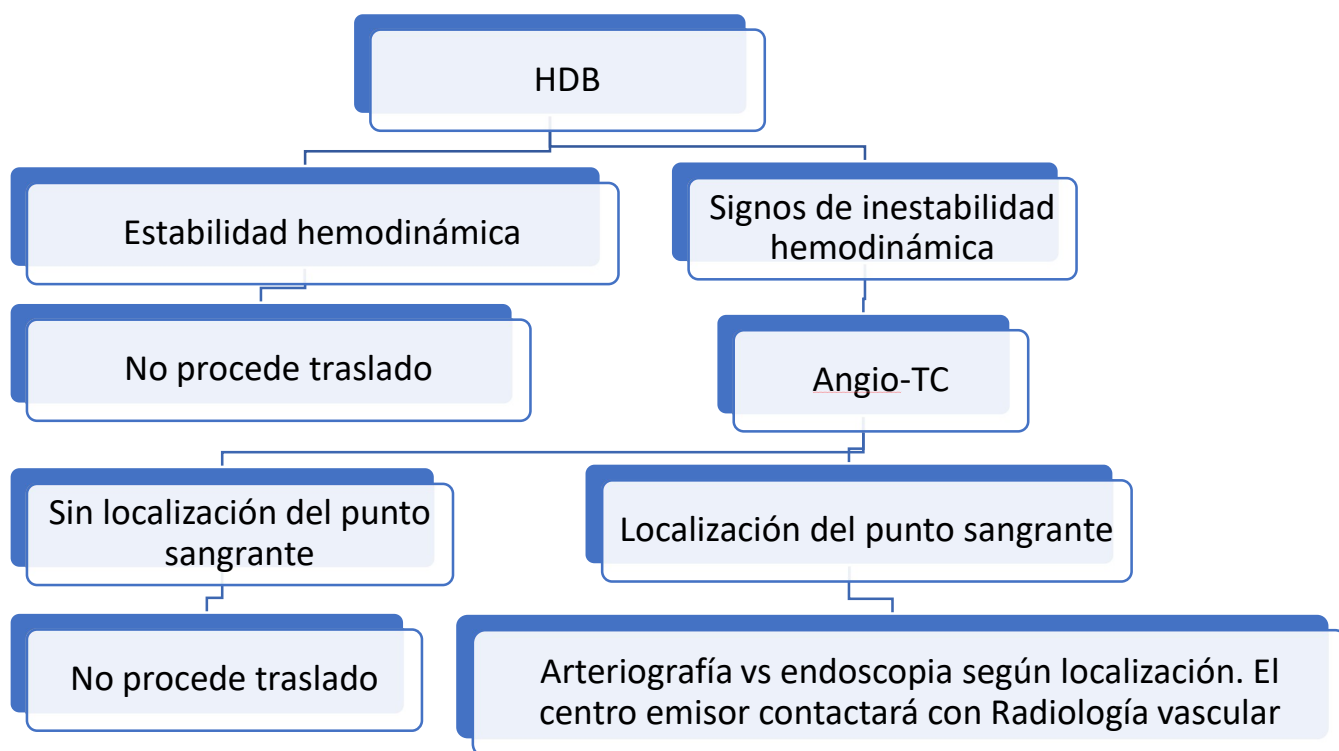 HDB
Estabilidad hemodinámica
Signos de inestabilidad
hemodinámica
No procede traslado
Angio-TC
Sin localización del punto
sangrante
Localización del punto sangrante
No procede traslado
Arteriografía vs endoscopia según localización. El
centro emisor contactará con Radiología vascular